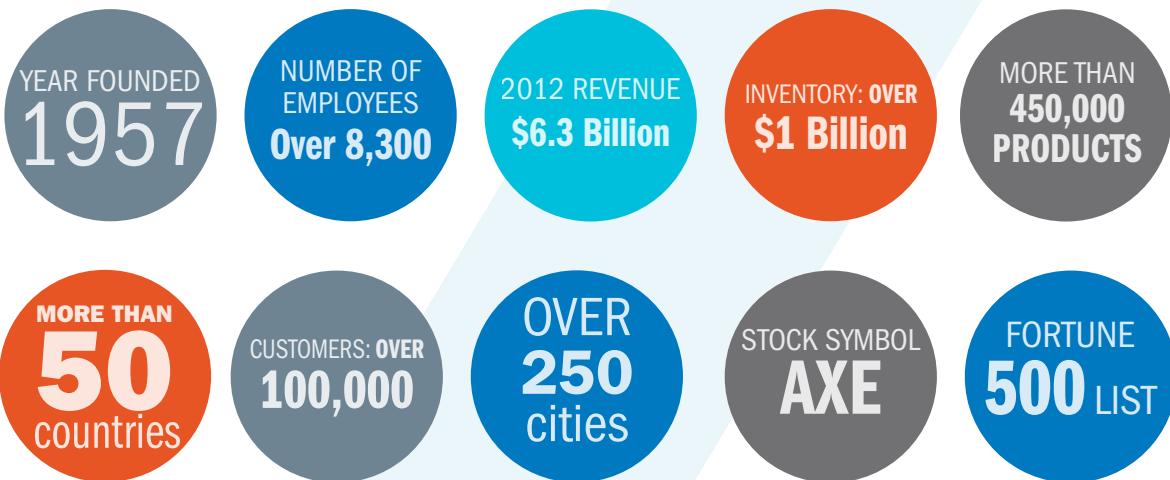 YEAR FOUNDED
1957
NUMBER OF
EMPLOYEES
Over 8,300
2012 REVENUE
$6.3 Billion
INVENTORY: OVER
$1 Billion
MORE THAN
450,000
PRODUCTS
MORE THAN
50
countries
CUSTOMERS: OVER
100,000
OVER
250
cities
STOCK SYMBOL
AXE
FORTUNE
500 LIST